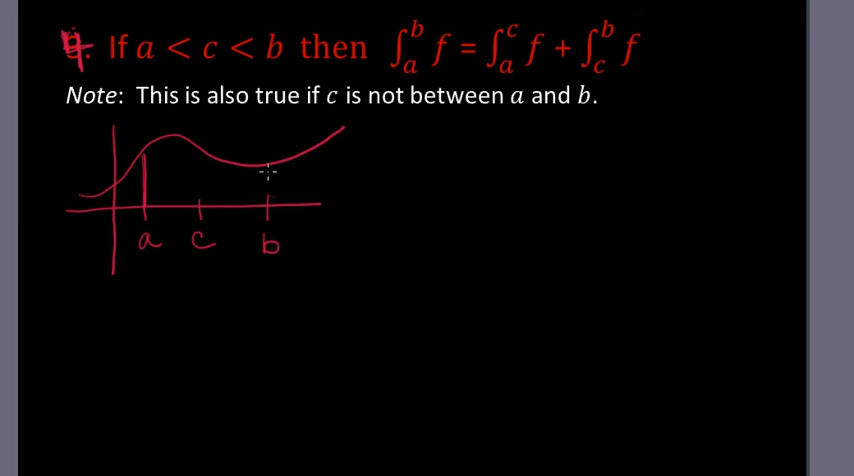 4. If a < c < b then ∫_a^b f = ∫_a^c f + ∫_c^b f
Note: This is also true if c is not between a and b.
a c b